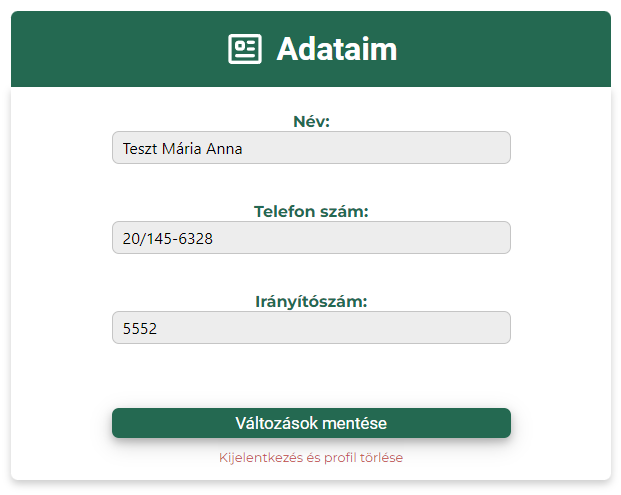 Adataim
Név:
Teszt Mária Anna
Telefon szám:
20/145-6328
Irányítószám:
5552
Változások mentése
Kijelentkezés és profil törlése